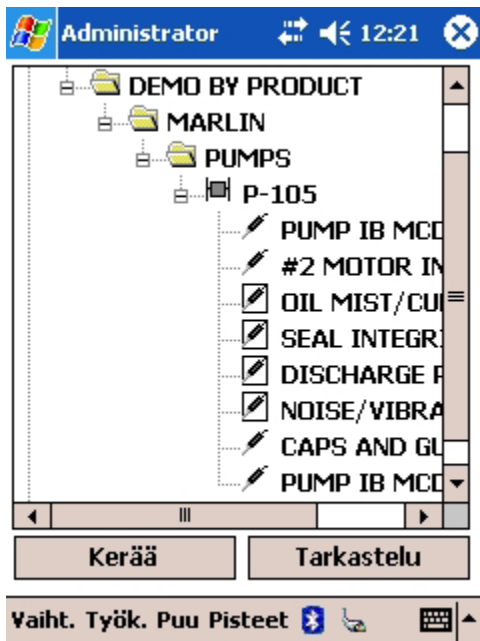 Administrator 12:21
DEMO BY PRODUCT
MARLIN
PUMPS
P-105
PUMP IB MCD
#2 MOTOR IN
OIL MIST/CU
SEAL INTEGR
DISCHARGE
NOISE/VIBRA
CAPS AND GU
PUMP IB MCD
Kerää Tarkastelu
Vaiht. Työk. Puu Pisteet